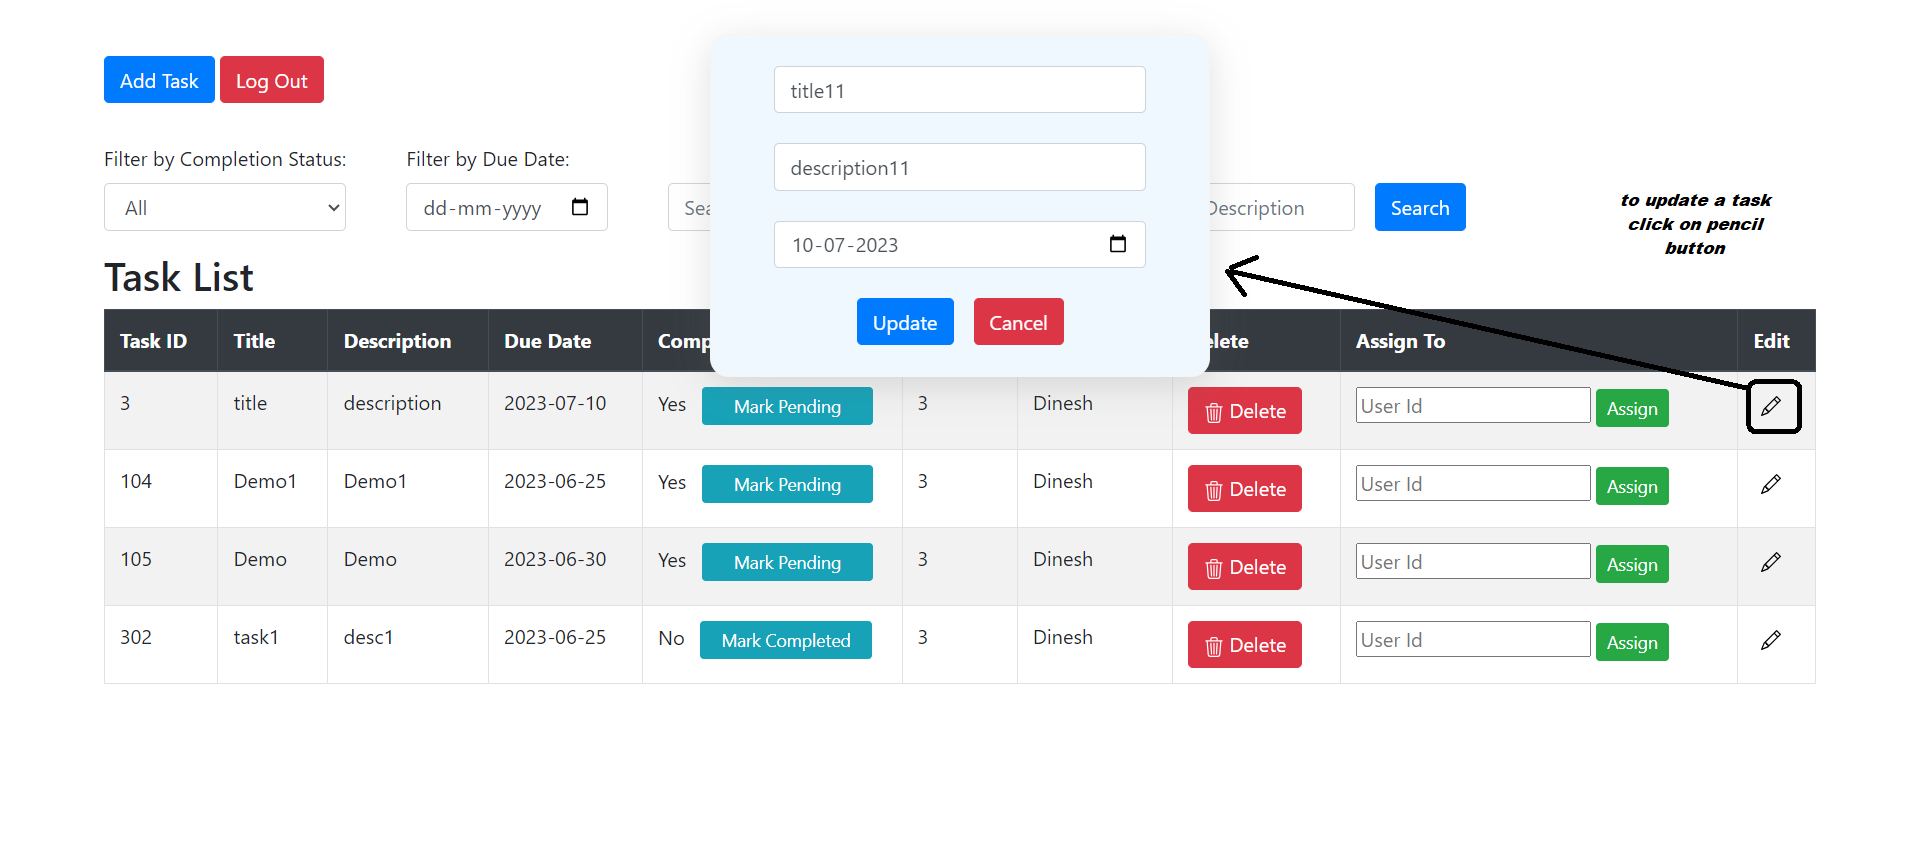 Add Task Log Out
title11
description11
10-07-2023
Update Cancel
Filter by Completion Status: Filter by Due Date:
All dd-mm-yyyy Description Search
to update a task
click on pencil
button
Task List
Task ID Title Description Due Date Assign To Edit
3 title description 2023-07-10 Yes Mark Pending 3 Dinesh Delete User Id Assign
104 Demo1 Demo1 2023-06-25 Yes Mark Pending 3 Dinesh Delete User Id Assign
105 Demo Demo 2023-06-30 Yes Mark Pending 3 Dinesh Delete User Id Assign
302 task1 desc1 2023-06-25 No Mark Completed 3 Dinesh Delete User Id Assign